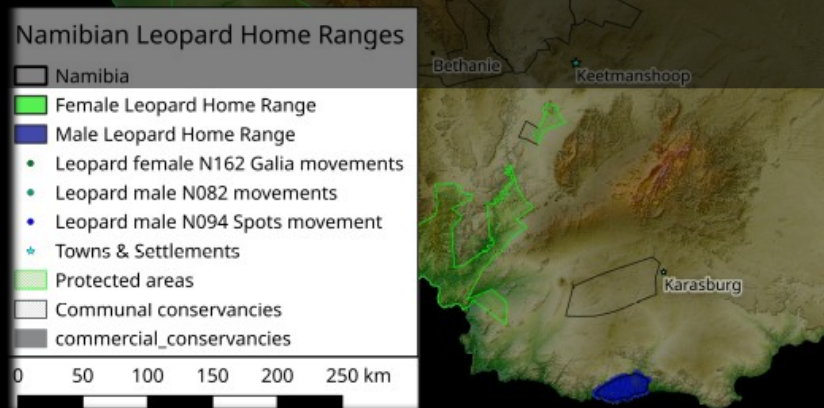 Namibian Leopard Home Ranges
Namibia
Female Leopard Home Range
Male Leopard Home Range
Leopard female N162 Galia movements
Leopard male N082 movements
Leopard male N094 Spots movement
Towns & Settlements
Protected areas
Communal conservancies
commercial_conservancies
0 50 100 150 200 250 km
Bethanie
Keetmanshoop
Karasburg